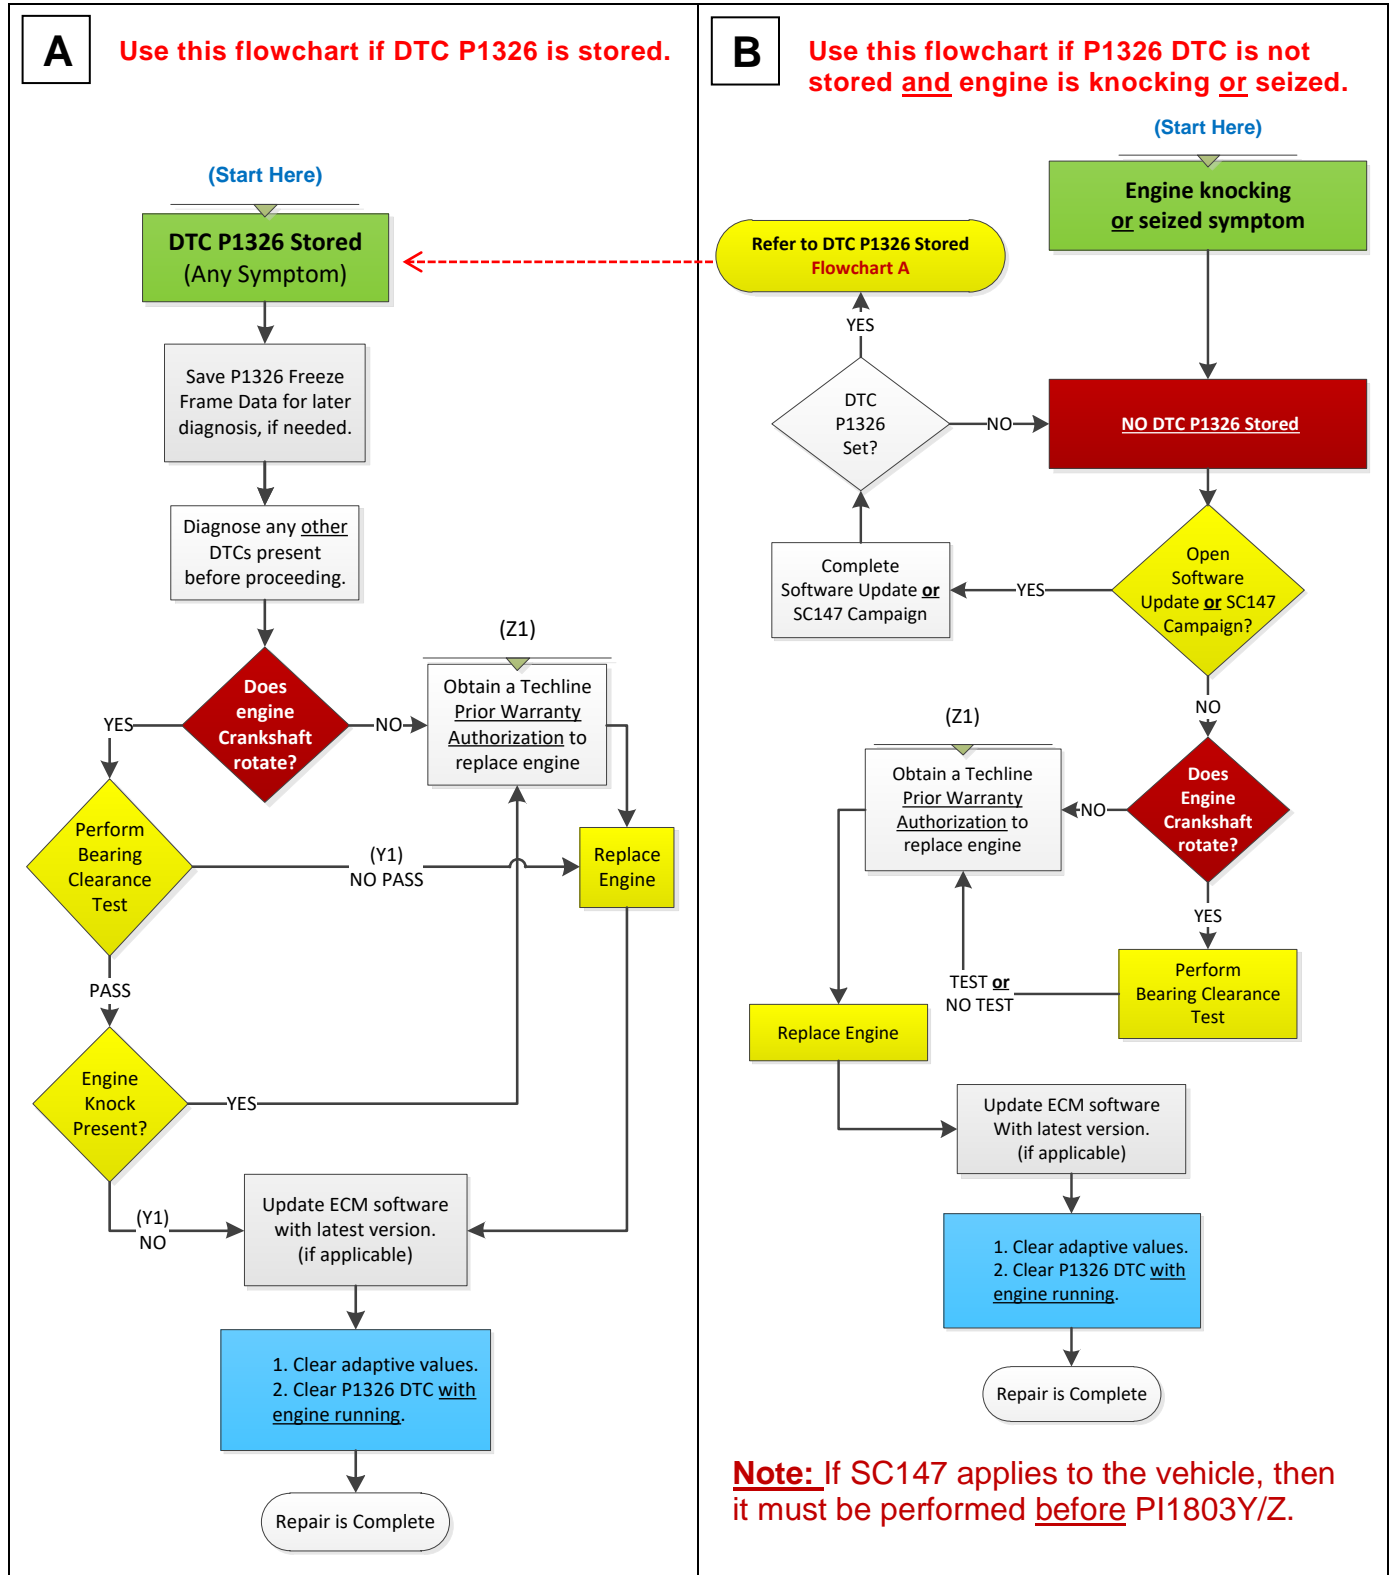 A
Use this flowchart if DTC P1326 is stored.
(Start Here)
DTC P1326 Stored
(Any Symptom)
Save P1326 Freeze
Frame Data for later
diagnosis, if needed.
Diagnose any other
DTCs present
before proceeding.
Does
engine
Crankshaft
rotate?
YES
NO
(Z1)
Obtain a Techline
Prior Warranty
Authorization to
replace engine
Perform
Bearing
Clearance
Test
(Y1)
NO PASS
Replace
Engine
PASS
Engine
Knock
Present?
YES
(Y1)
NO
Update ECM software
with latest version.
(if applicable)
1. Clear adaptive values.
2. Clear P1326 DTC with
engine running.
Repair is Complete
B
Use this flowchart if P1326 DTC is not
stored and engine is knocking or seized.
(Start Here)
Engine knocking
or seized symptom
Refer to DTC P1326 Stored
Flowchart A
YES
DTC
P1326
Set?
NO
NO DTC P1326 Stored
Open
Software
Update or SC147
Campaign?
YES
Complete
Software Update or
SC147 Campaign
NO
(Z1)
Obtain a Techline
Prior Warranty
Authorization to
replace engine
Does
Engine
Crankshaft
rotate?
NO
YES
Perform
Bearing Clearance
Test
TEST or
NO TEST
Replace Engine
Update ECM software
With latest version.
(if applicable)
1. Clear adaptive values.
2. Clear P1326 DTC with
engine running.
Repair is Complete
Note: If SC147 applies to the vehicle, then
it must be performed before PI1803Y/Z.